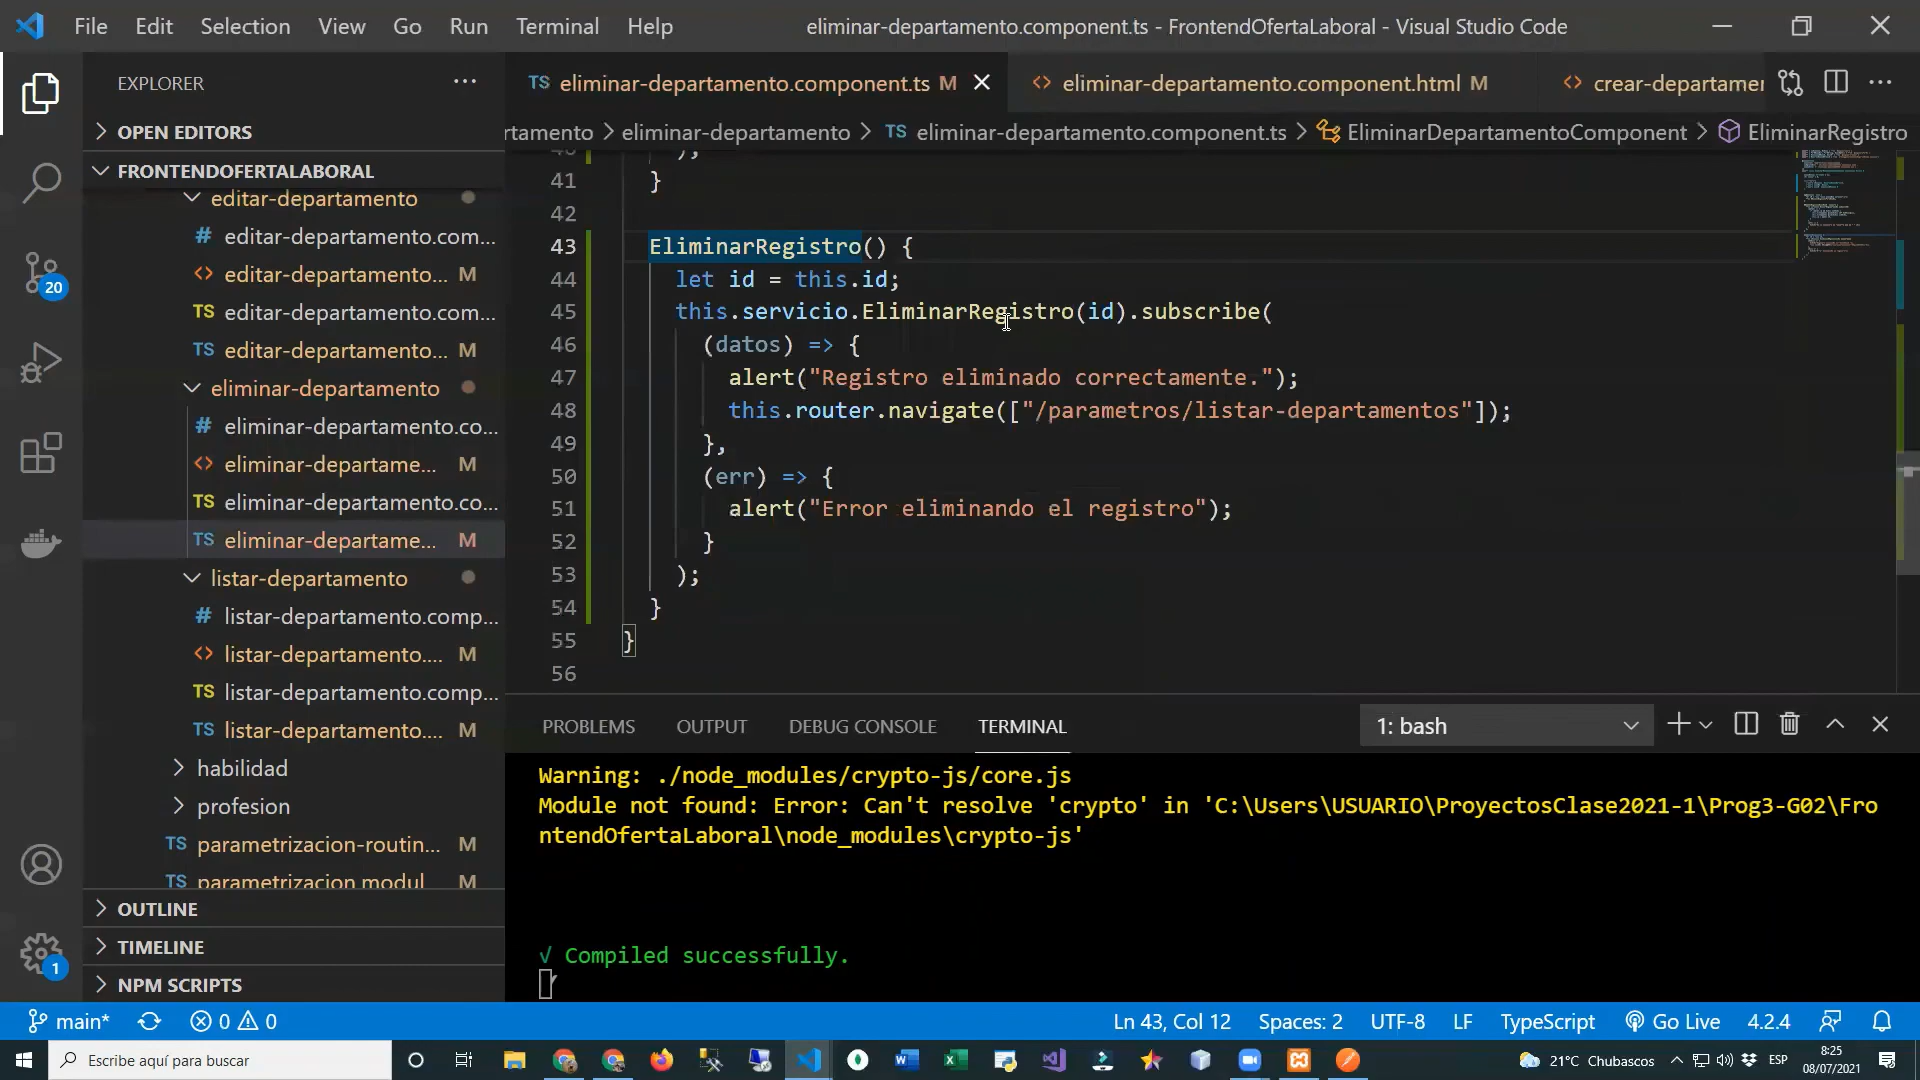 File Edit Selection View Go Run Terminal Help
eliminar-departamento.component.ts - FrontendOfertaLaboral - Visual Studio Code
EXPLORER
TS eliminar-departamento.component.ts M
<> eliminar-departamento.component.html M
<> crear-departamen
OPEN EDITORS
rtamento > eliminar-departamento > TS eliminar-departamento.component.ts > EliminarDepartamentoComponent > EliminarRegistro
FRONTENDOFERTALABORAL
editar-departamento
# editar-departamento.com...
<> editar-departamento... M
TS editar-departamento.com...
TS editar-departamento... M
eliminar-departamento
# eliminar-departamento.co...
<> eliminar-departame... M
TS eliminar-departamento.co...
TS eliminar-departame... M
listar-departamento
# listar-departamento.comp...
<> listar-departamento.... M
TS listar-departamento.comp...
TS listar-departamento.... M
habilidad
profesion
TS parametrizacion-routin... M
TS parametrizacion modul M
OUTLINE
TIMELINE
NPM SCRIPTS
20
1
40 );
41 }
42
43 EliminarRegistro() {
44 let id = this.id;
45 this.servicio.EliminarRegistro(id).subscribe(
46 (datos) => {
47 alert("Registro eliminado correctamente.");
48 this.router.navigate(["/parametros/listar-departamentos"]);
49 },
50 (err) => {
51 alert("Error eliminando el registro");
52 }
53 );
54 }
55 }
56
PROBLEMS OUTPUT DEBUG CONSOLE TERMINAL
1: bash
Warning: ./node_modules/crypto-js/core.js
Module not found: Error: Can't resolve 'crypto' in 'C:\Users\USUARIO\ProyectosClase2021-1\Prog3-G02\Fro
ntendOfertaLaboral\node_modules\crypto-js'
√ Compiled successfully.
main* 0 0
Ln 43, Col 12 Spaces: 2 UTF-8 LF TypeScript Go Live 4.2.4
Escribe aquí para buscar
21°C Chubascos
ESP
8:25
08/07/2021